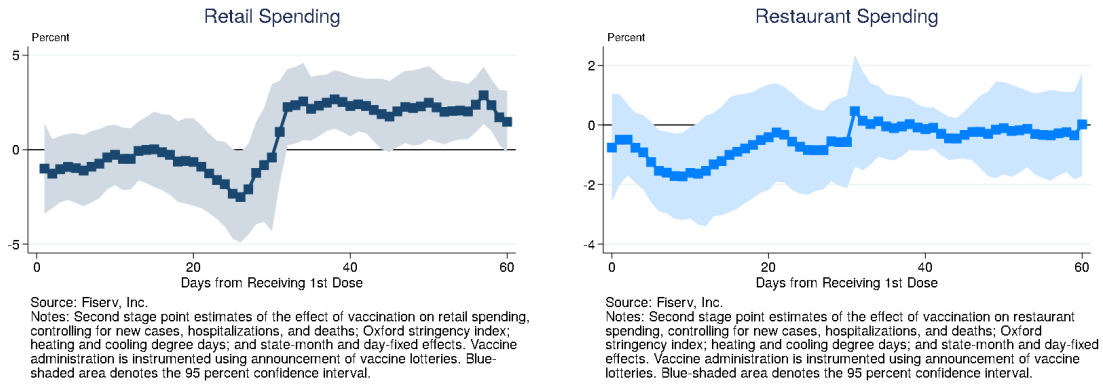 Retail Spending
Percent
5
0
-5
0
20
40
60
Days from Receiving 1st Dose
Source: Fiserv, Inc.
Notes: Second stage point estimates of the effect of vaccination on retail spending,
controlling for new cases, hospitalizations, and deaths; Oxford stringency index;
heating and cooling degree days; and state-month and day-fixed effects. Vaccine
administration is instrumented using announcement of vaccine lotteries. Blue-
shaded area denotes the 95 percent confidence interval.
Restaurant Spending
Percent
2
0
-2
-4
0
20
40
60
Days from Receiving 1st Dose
Source: Fiserv, Inc.
Notes: Second stage point estimates of the effect of vaccination on restaurant
spending, controlling for new cases, hospitalizations, and deaths; Oxford
stringency index; heating and cooling degree days; and state-month and day-fixed
effects. Vaccine administration is instrumented using announcement of vaccine
lotteries. Blue-shaded area denotes the 95 percent confidence interval.